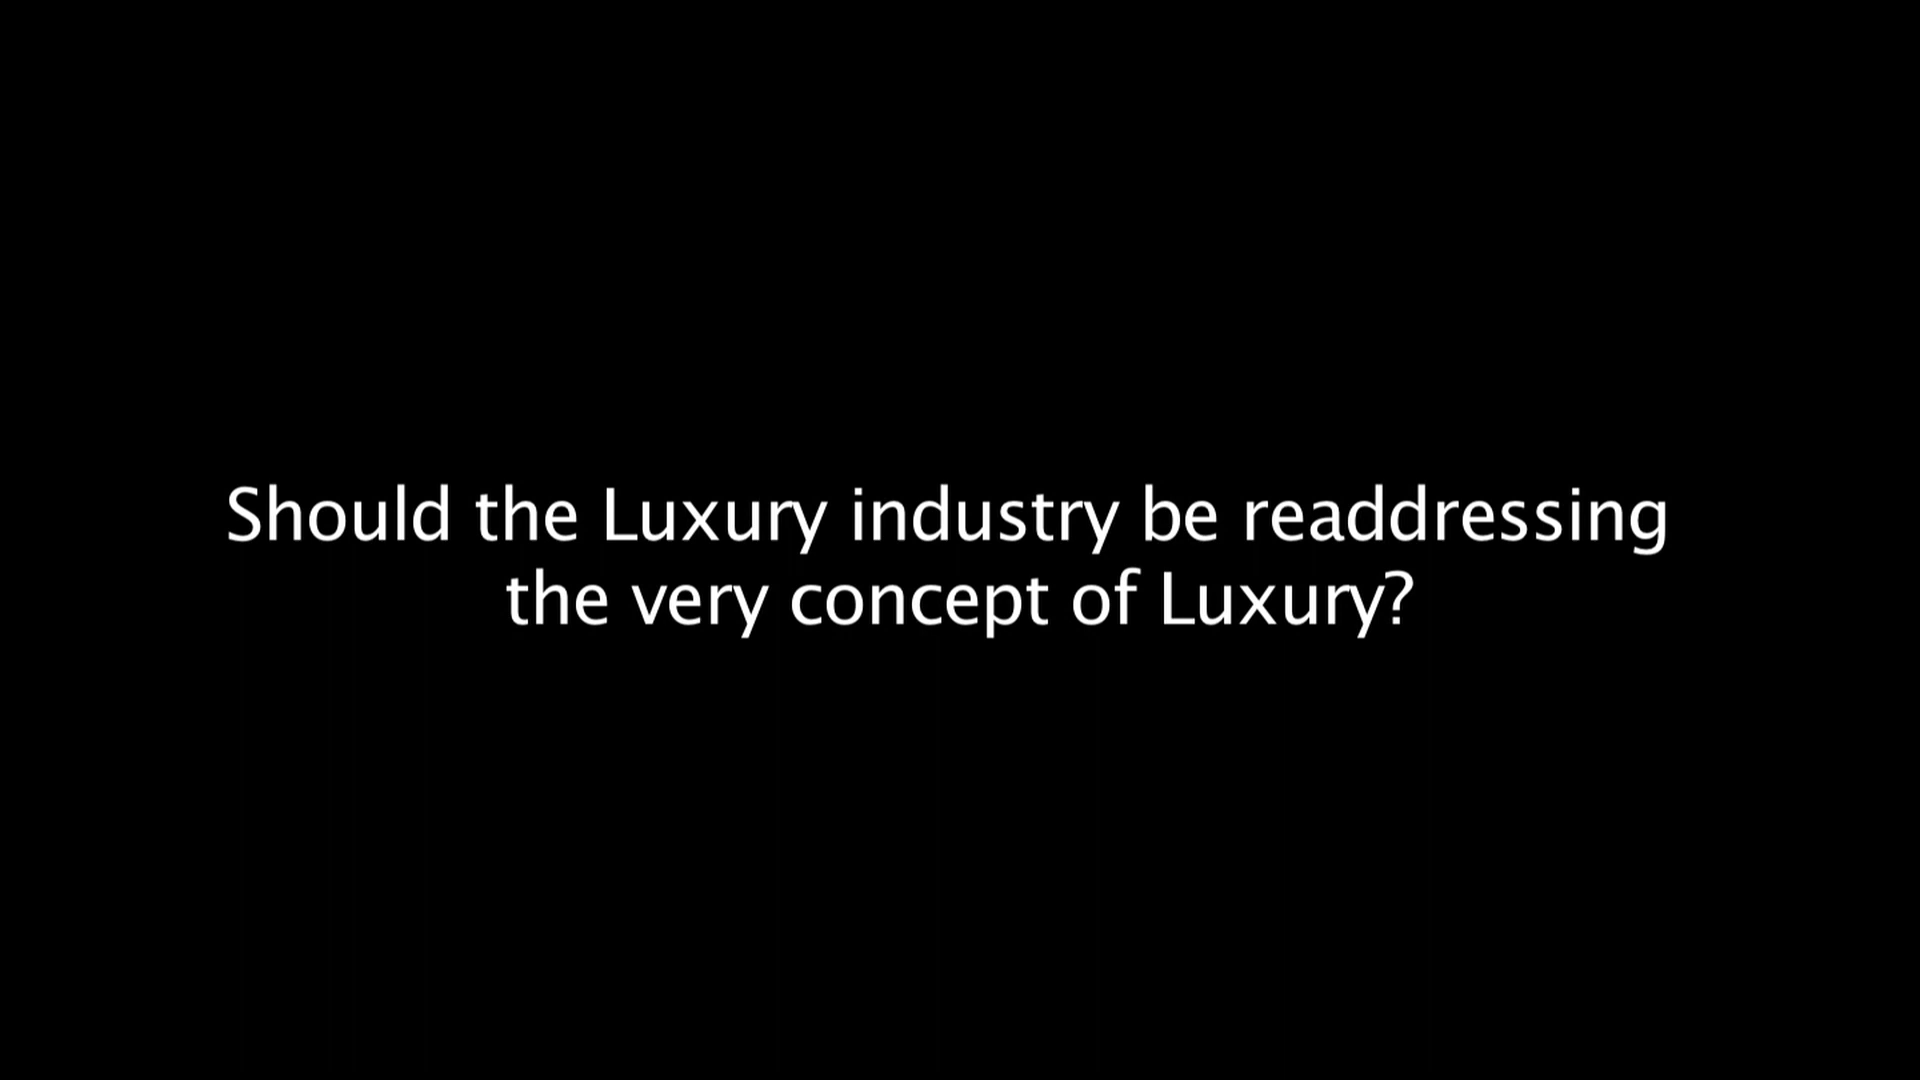 Should the Luxury industry be readdressing
the very concept of Luxury?